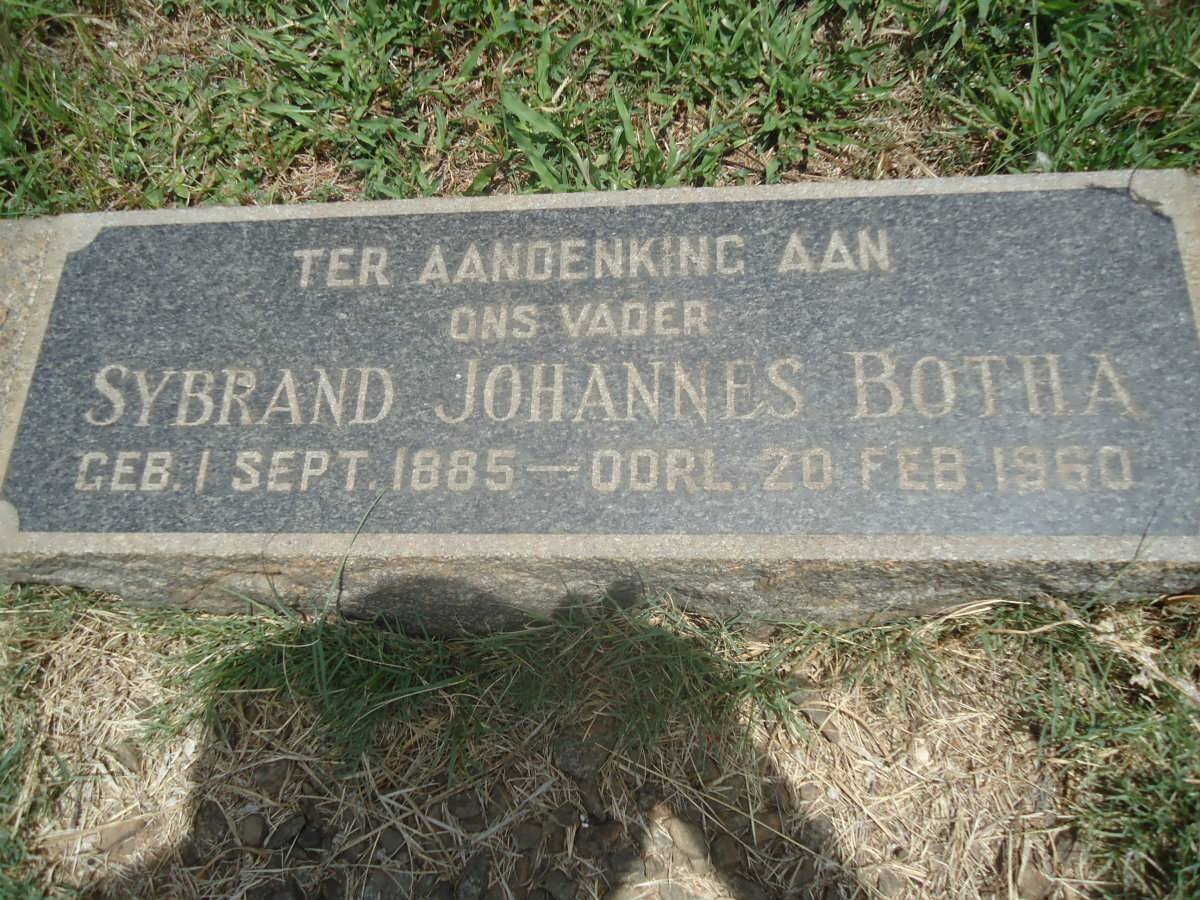 TER AANDENKING AAN
ONS VADER
SYBRAND JOHANNES BOTHA
GEB. 1 SEPT. 1885 — OORL. 20 FEB. 1960